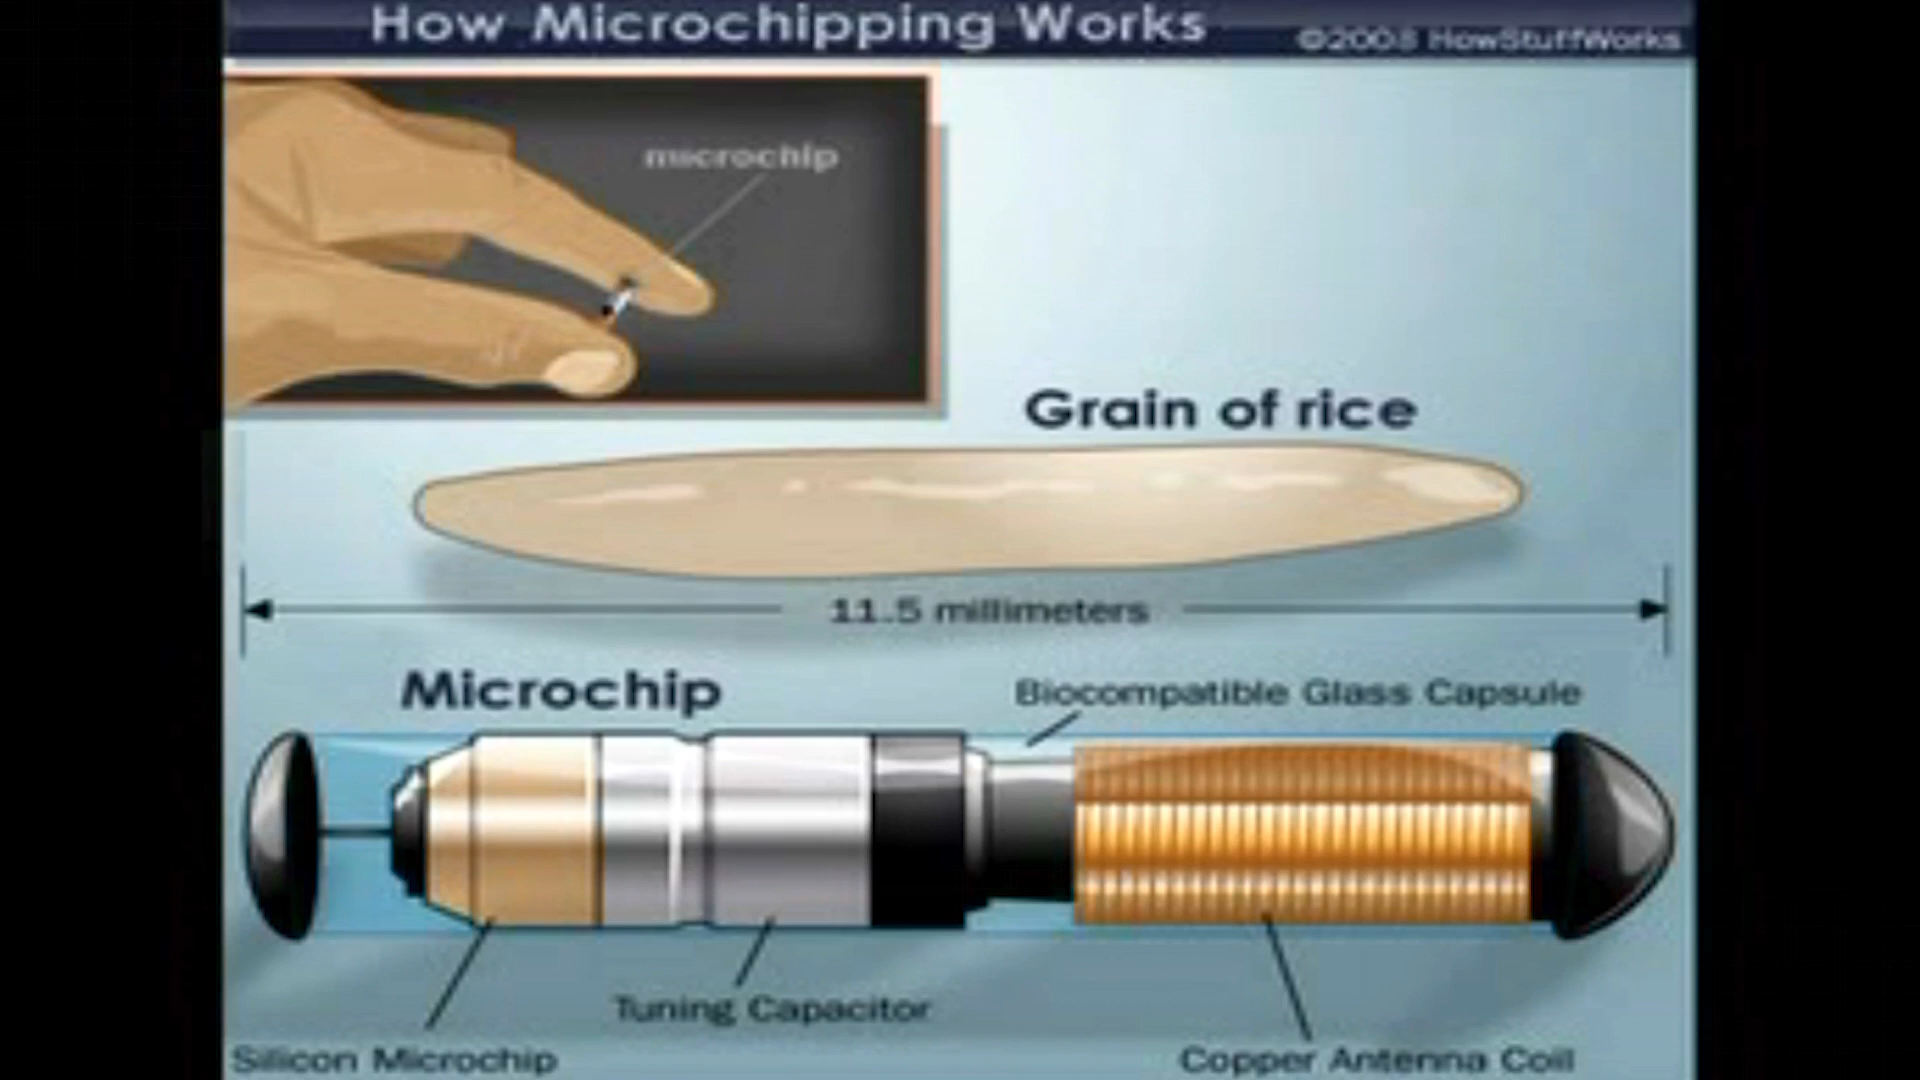 How Microchipping Works
©2003 HowStuffWorks
microchip
Grain of rice
11.5 millimeters
Microchip
Biocompatible Glass Capsule
Tuning Capacitor
Silicon Microchip
Copper Antenna Coil